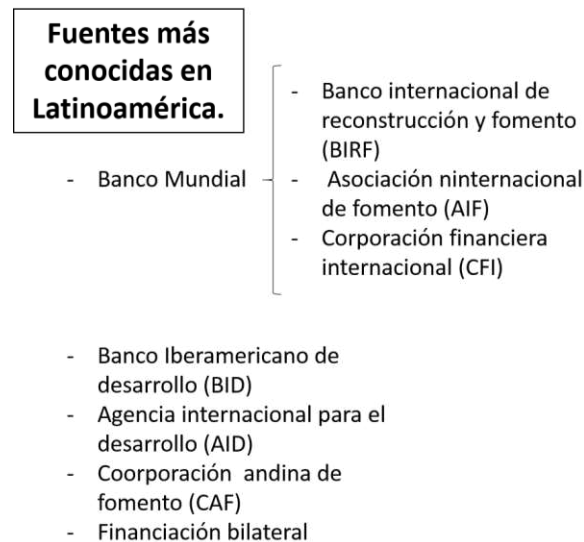 Fuentes más
conocidas en
Latinoamérica.
- Banco Mundial
- Banco internacional de
reconstrucción y fomento
(BIRF)
- Asociación ninternacional
de fomento (AIF)
- Corporación financiera
internacional (CFI)
- Banco Iberamericano de
desarrollo (BID)
- Agencia internacional para el
desarrollo (AID)
- Coorporación andina de
fomento (CAF)
- Financiación bilateral